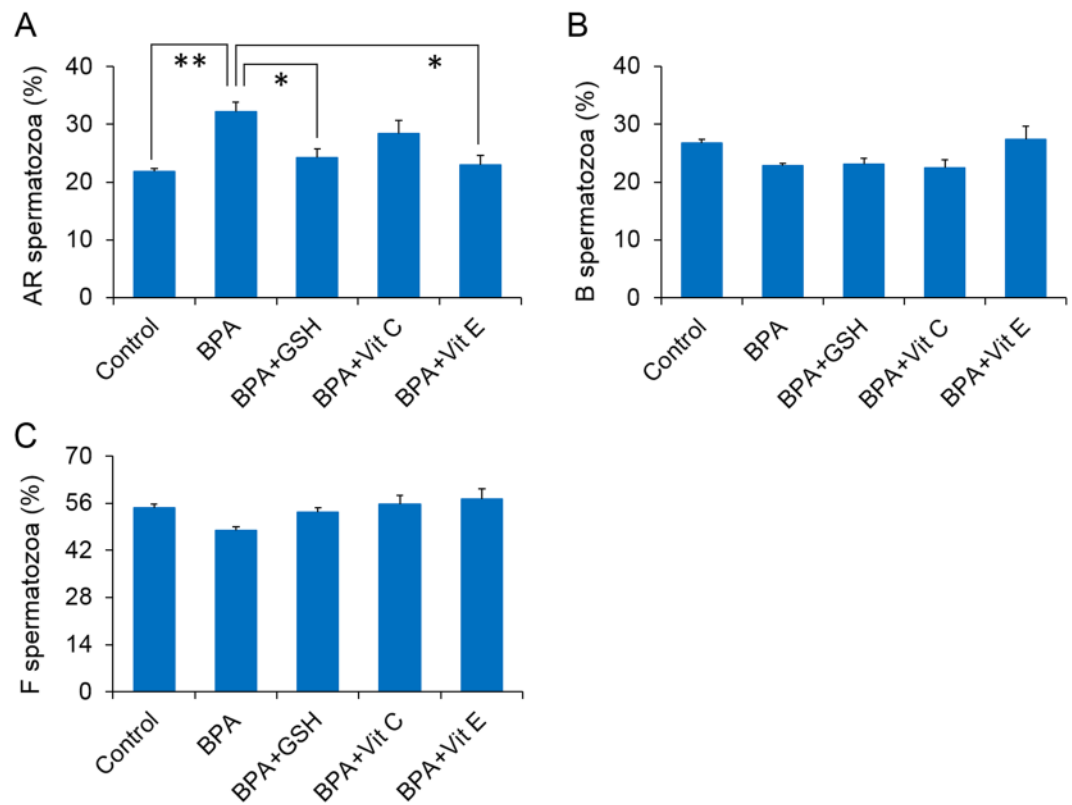 A
AR spermatozoa (%)
40
30
20
10
0
**
*
*
Control
BPA
BPA+GSH
BPA+Vit C
BPA+Vit E
B
B spermatozoa (%)
40
30
20
10
0
Control
BPA
BPA+GSH
BPA+Vit C
BPA+Vit E
C
F spermatozoa (%)
70
56
42
28
14
0
Control
BPA
BPA+GSH
BPA+Vit C
BPA+Vit E